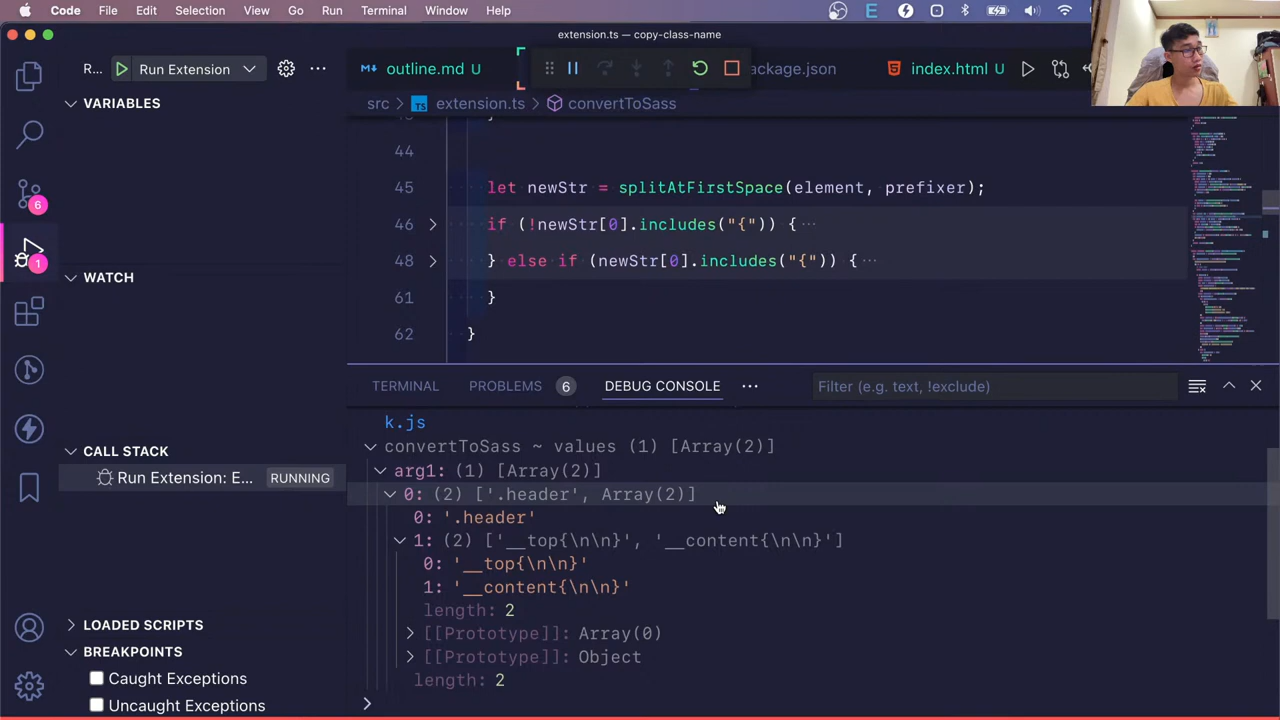 Code File Edit Selection View Go Run Terminal Window Help
extension.ts — copy-class-name
R... Run Extension
outline.md U
ackage.json
index.html U
VARIABLES
src > TS extension.ts > convertToSass
44
45 let newStr = splitAtFirstSpace(element, prefixer);
46 if (!newStr[0].includes("{")) { ...
48 } else if (newStr[0].includes("{")) { ...
61 }
62 }
6
1
WATCH
TERMINAL PROBLEMS 6 DEBUG CONSOLE ... Filter (e.g. text, !exclude)
k.js
convertToSass ~ values (1) [Array(2)]
arg1: (1) [Array(2)]
0: (2) ['.header', Array(2)]
0: '.header'
1: (2) ['__top{\n\n}', '__content{\n\n}']
0: '__top{\n\n}'
1: '__content{\n\n}'
length: 2
[[Prototype]]: Array(0)
[[Prototype]]: Object
length: 2
CALL STACK
Run Extension: E... RUNNING
LOADED SCRIPTS
BREAKPOINTS
Caught Exceptions
Uncaught Exceptions